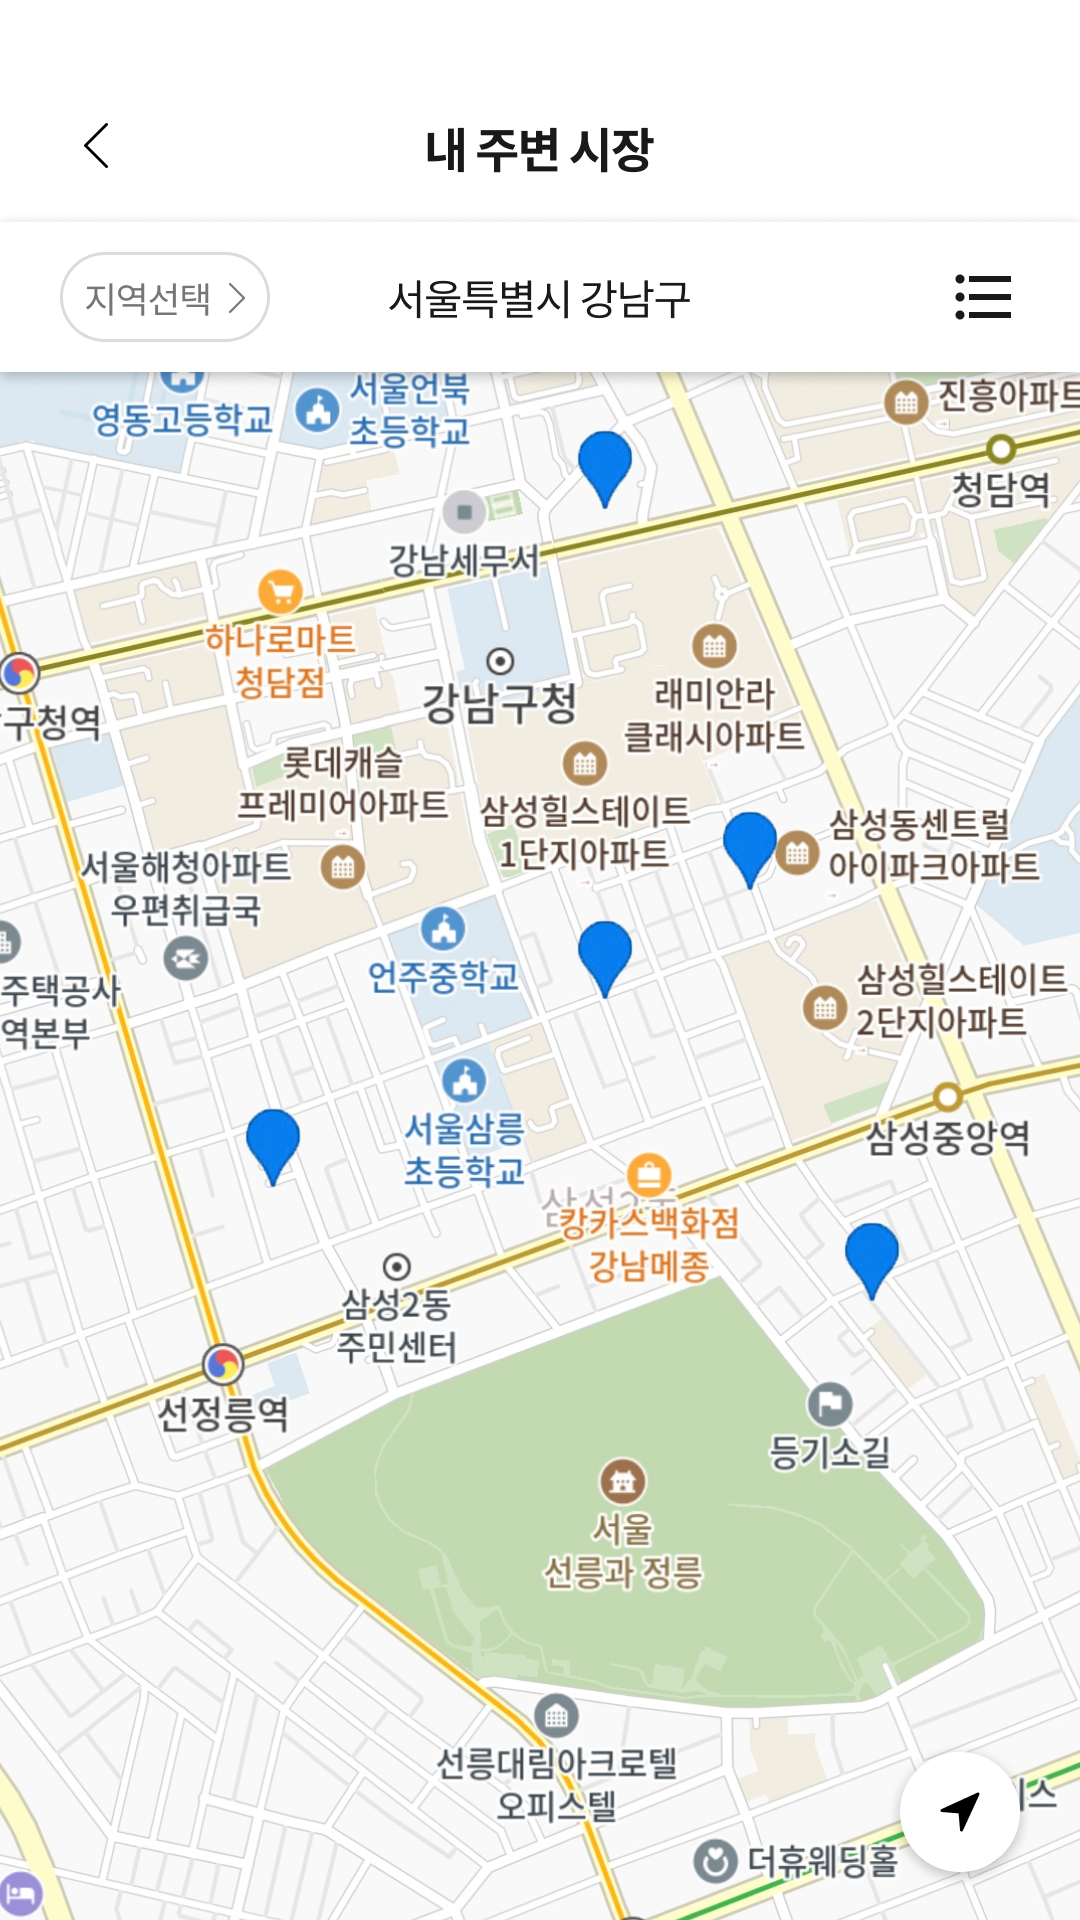 내 주변 시장
지역선택
서울특별시 강남구
서울언북
초등학교
영동고등학교
진흥아파트
청담역
강남세무서
하나로마트
청담점
강남구청
래미안라
클래시아파트
구청역
롯데캐슬
프레미어아파트
삼성힐스테이트
1단지아파트
삼성동센트럴
아이파크아파트
서울해청아파트
우편취급국
언주중학교
삼성힐스테이트
2단지아파트
주택공사
역본부
서울삼릉
초등학교
삼성중앙역
삼성2동
캉카스백화점
강남메종
삼성2동
주민센터
선정릉역
등기소길
서울
선릉과 정릉
선릉대림아크로텔
오피스텔
스
더휴웨딩홀